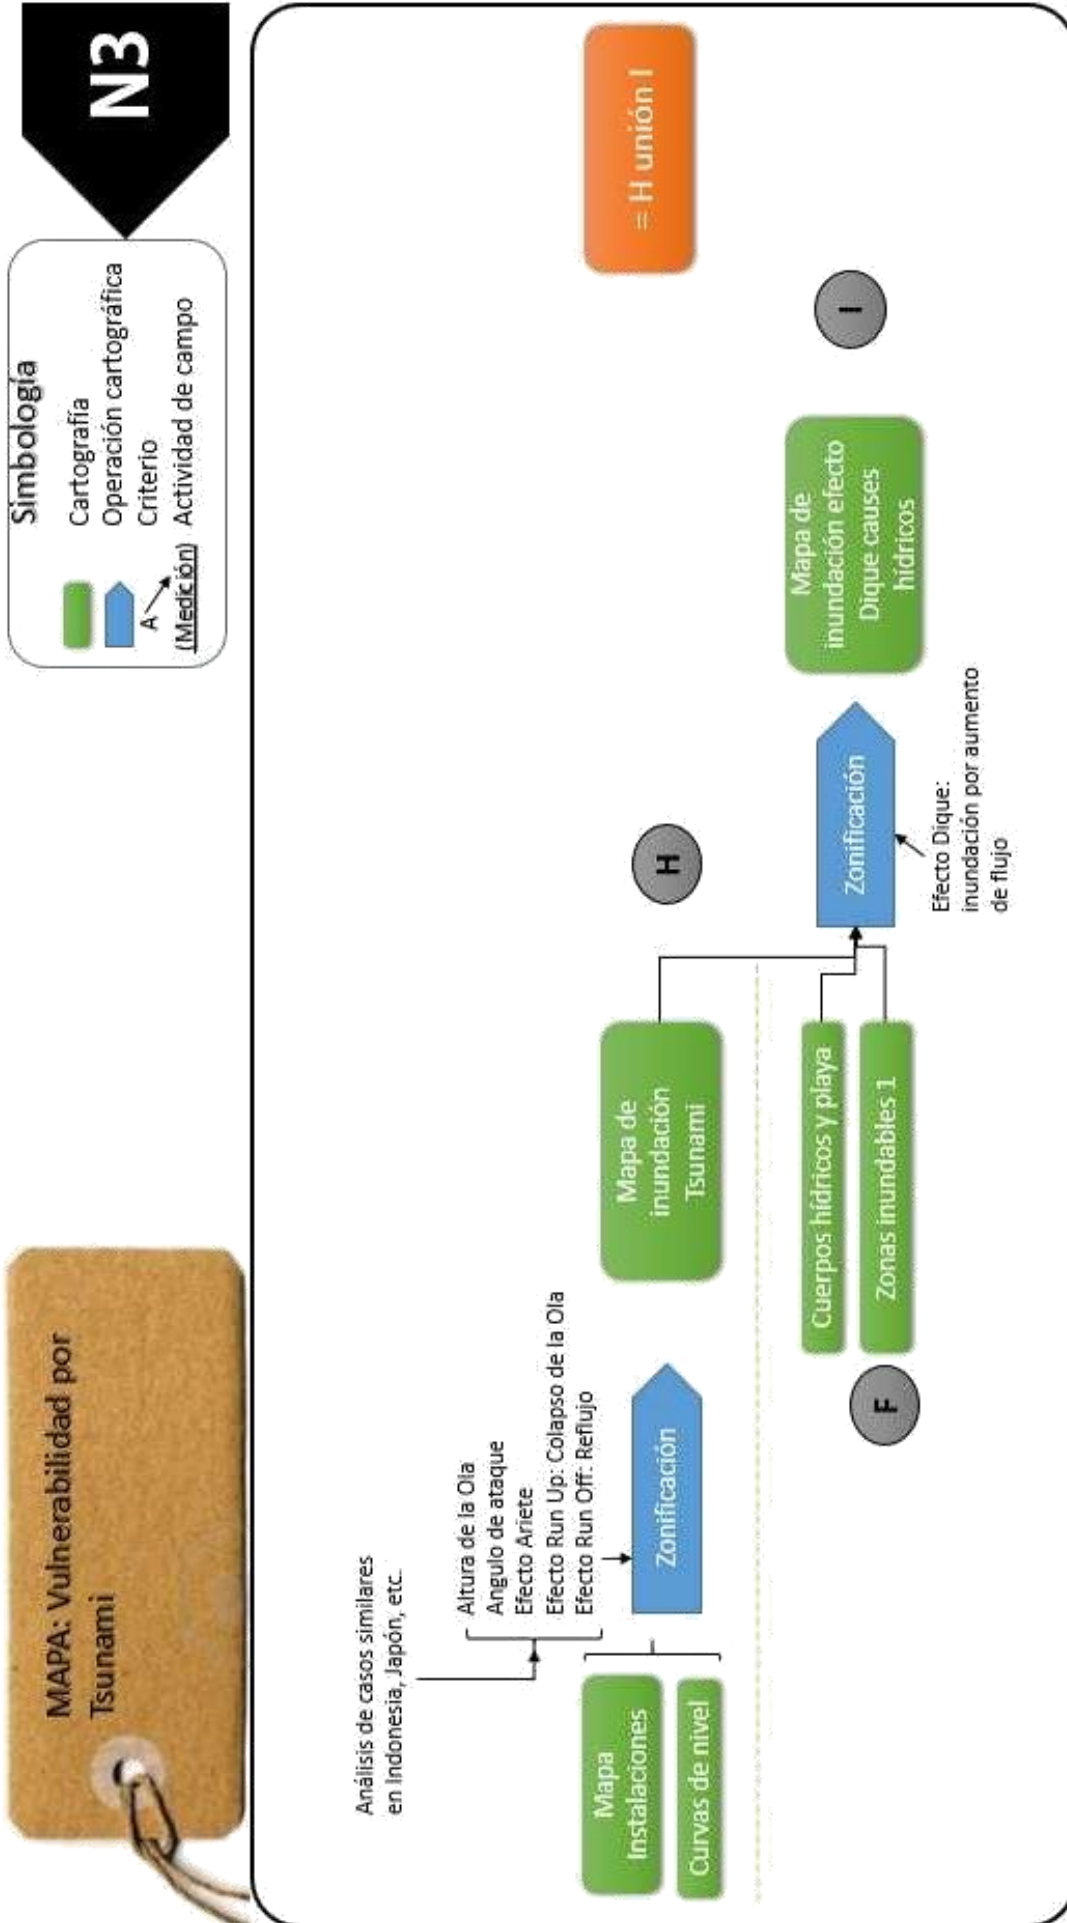 MAPA: Vulnerabilidad por
Tsunami
Simbología
Cartografía
Operación cartográfica
A
Criterio
(Medición) Actividad de campo
N3
Análisis de casos similares
en Indonesia, Japón, etc.
Altura de la Ola
Angulo de ataque
Efecto Ariete
Efecto Run Up: Colapso de la Ola
Efecto Run Off: Reflujo
Mapa
Instalaciones
Curvas de nivel
Zonificación
Mapa de
inundación
Tsunami
H
= H unión I
F
Cuerpos hídricos y playa
Zonas inundables 1
Zonificación
Efecto Dique:
inundación por aumento
de flujo
Mapa de
inundación efecto
Dique causes
hídricos
I